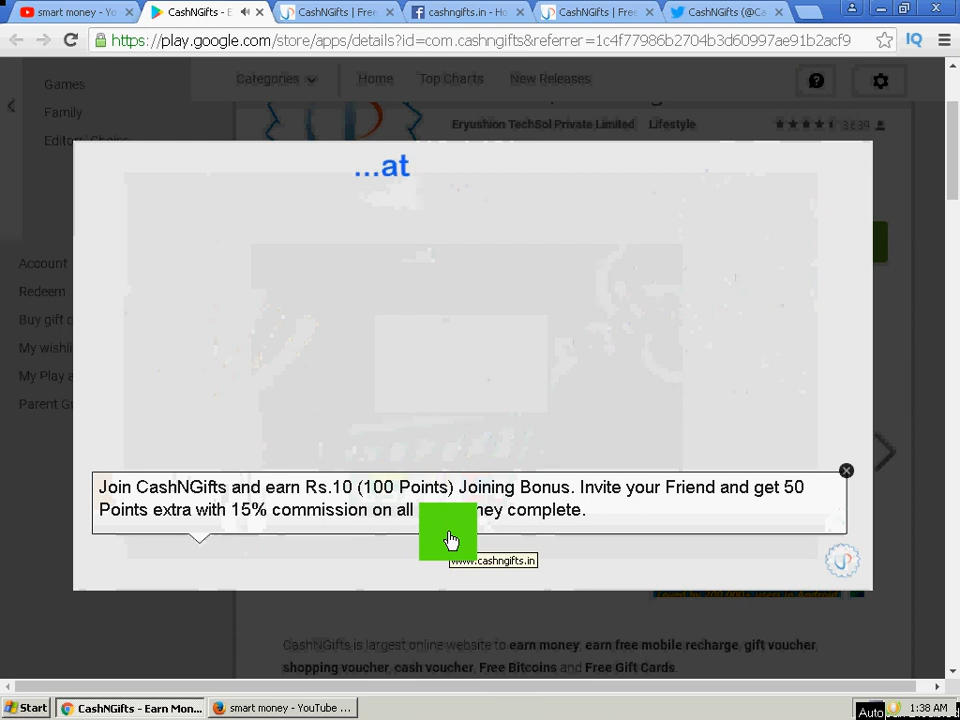 smart money - Yo
CashNGifts - E
CashNGifts | Free
cashngifts.in - Ho
CashNGifts | Free
CashNGifts (@Ca
https://play.google.com/store/apps/details?id=com.cashngifts&referrer=1c4f77986b2704b3d60997ae91b2acf9
IQ
Games
Categories
Home
Top Charts
New Releases
Family
Eryushion TechSol Private Limited
Lifestyle
3,639
...at
Account
Redeem
Buy gift c
My wishli
My Play a
Parent G
Join CashNGifts and earn Rs.10 (100 Points) Joining Bonus. Invite your Friend and get 50
Points extra with 15% commission on all ney complete.
www.cashngifts.in
CashNGifts is largest online website to earn money, earn free mobile recharge, gift voucher,
shopping voucher, cash voucher, Free Bitcoins and Free Gift Cards.
Start
CashNGifts - Earn Mon...
smart money - YouTube ...
1:38 AM